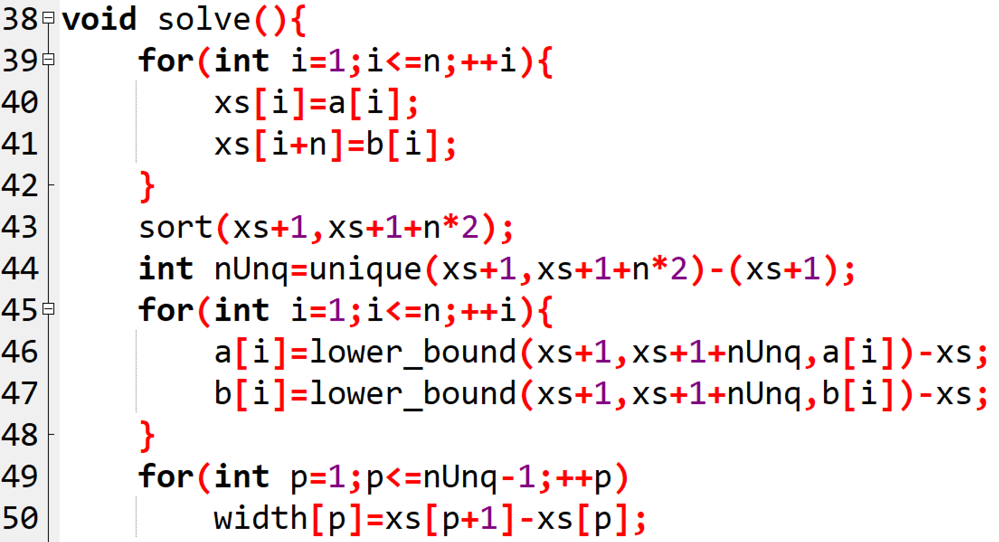 38 void solve(){
39 for(int i=1;i<=n;++i){
40 xs[i]=a[i];
41 xs[i+n]=b[i];
42 }
43 sort(xs+1,xs+1+n*2);
44 int nUnq=unique(xs+1,xs+1+n*2)-(xs+1);
45 for(int i=1;i<=n;++i){
46 a[i]=lower_bound(xs+1,xs+1+nUnq,a[i])-xs;
47 b[i]=lower_bound(xs+1,xs+1+nUnq,b[i])-xs;
48 }
49 for(int p=1;p<=nUnq-1;++p)
50 width[p]=xs[p+1]-xs[p];